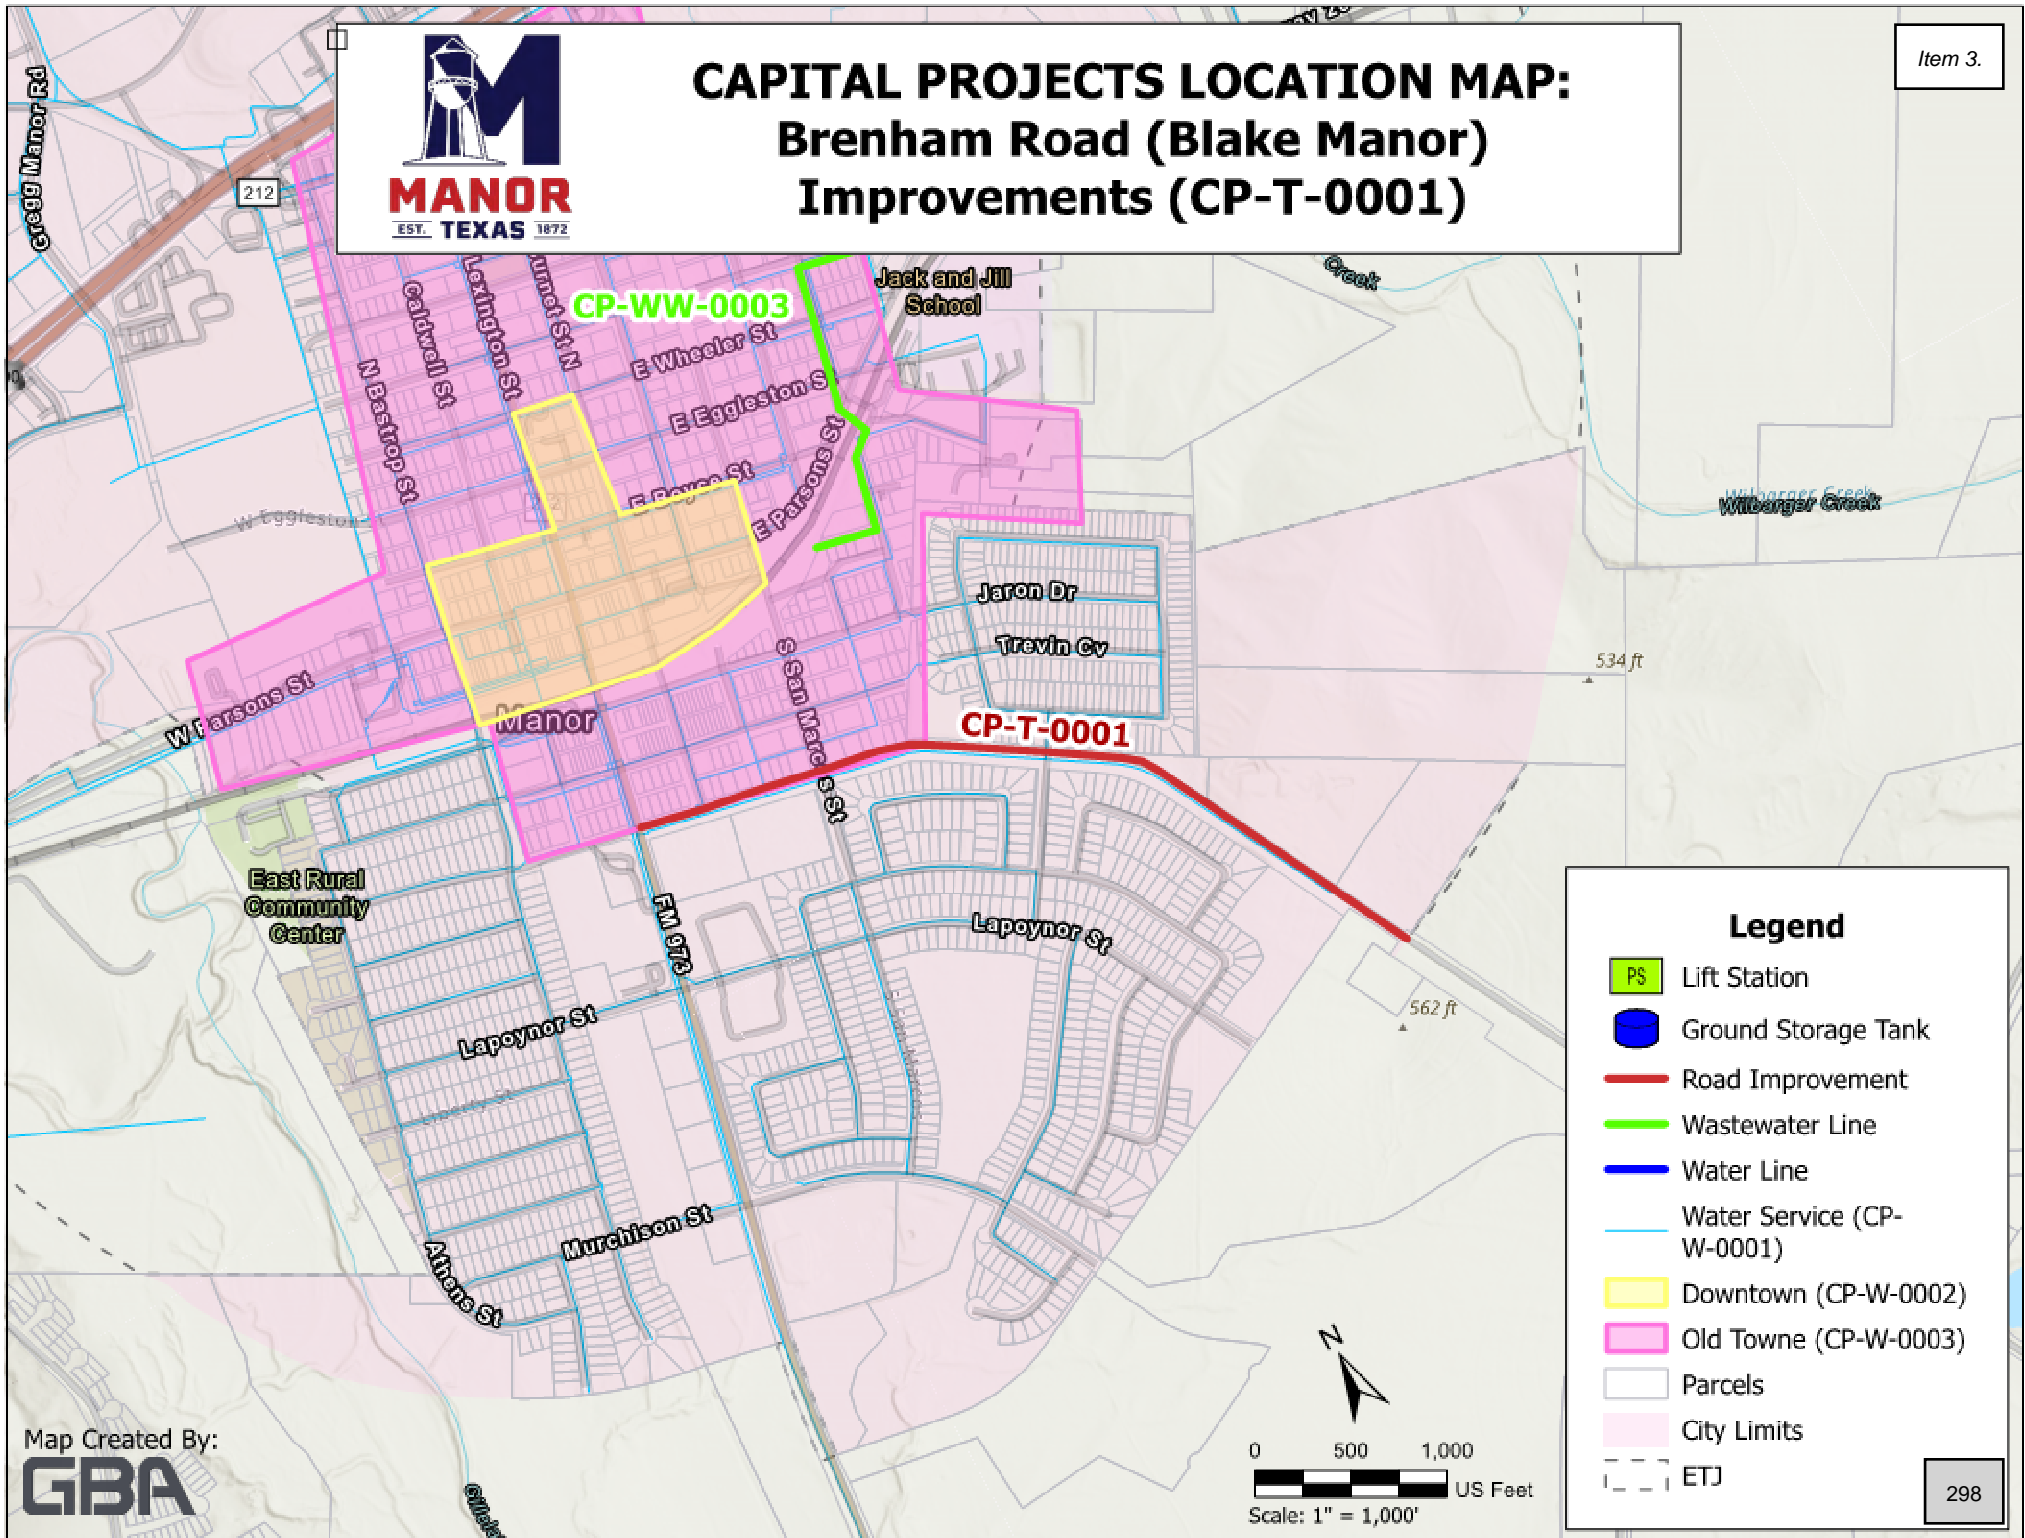 CAPITAL PROJECTS LOCATION MAP:
Brenham Road (Blake Manor)
Improvements (CP-T-0001)
M
MANOR
EST. TEXAS 1872
Item 3.
Gregg Manor Rd
212
Creek
Jack and Jill
School
CP-WW-0003
Caldwell St
Lexington St
N Bastrop St
E Wheeler St
E Eggleston S
E Boyce St
E Parsons St
W Eggleston
Wilbarger Creek
Wilbarger Creek
Jaron Dr
Trevin Cv
534 ft
S San Marc
s St
W Parsons St
Manor
CP-T-0001
East Rural
Community
Center
FM 973
Lapoynor St
Lapoynor St
562 ft
S San Marcos
Liberty St
Murchison St
Athens St
Legend
PS
Lift Station
Ground Storage Tank
Road Improvement
Wastewater Line
Water Line
Water Service (CP-
W-0001)
Downtown (CP-W-0002)
Old Towne (CP-W-0003)
Parcels
City Limits
ETJ
298
N
0 500 1,000
US Feet
Scale: 1" = 1,000'
Map Created By:
GBA